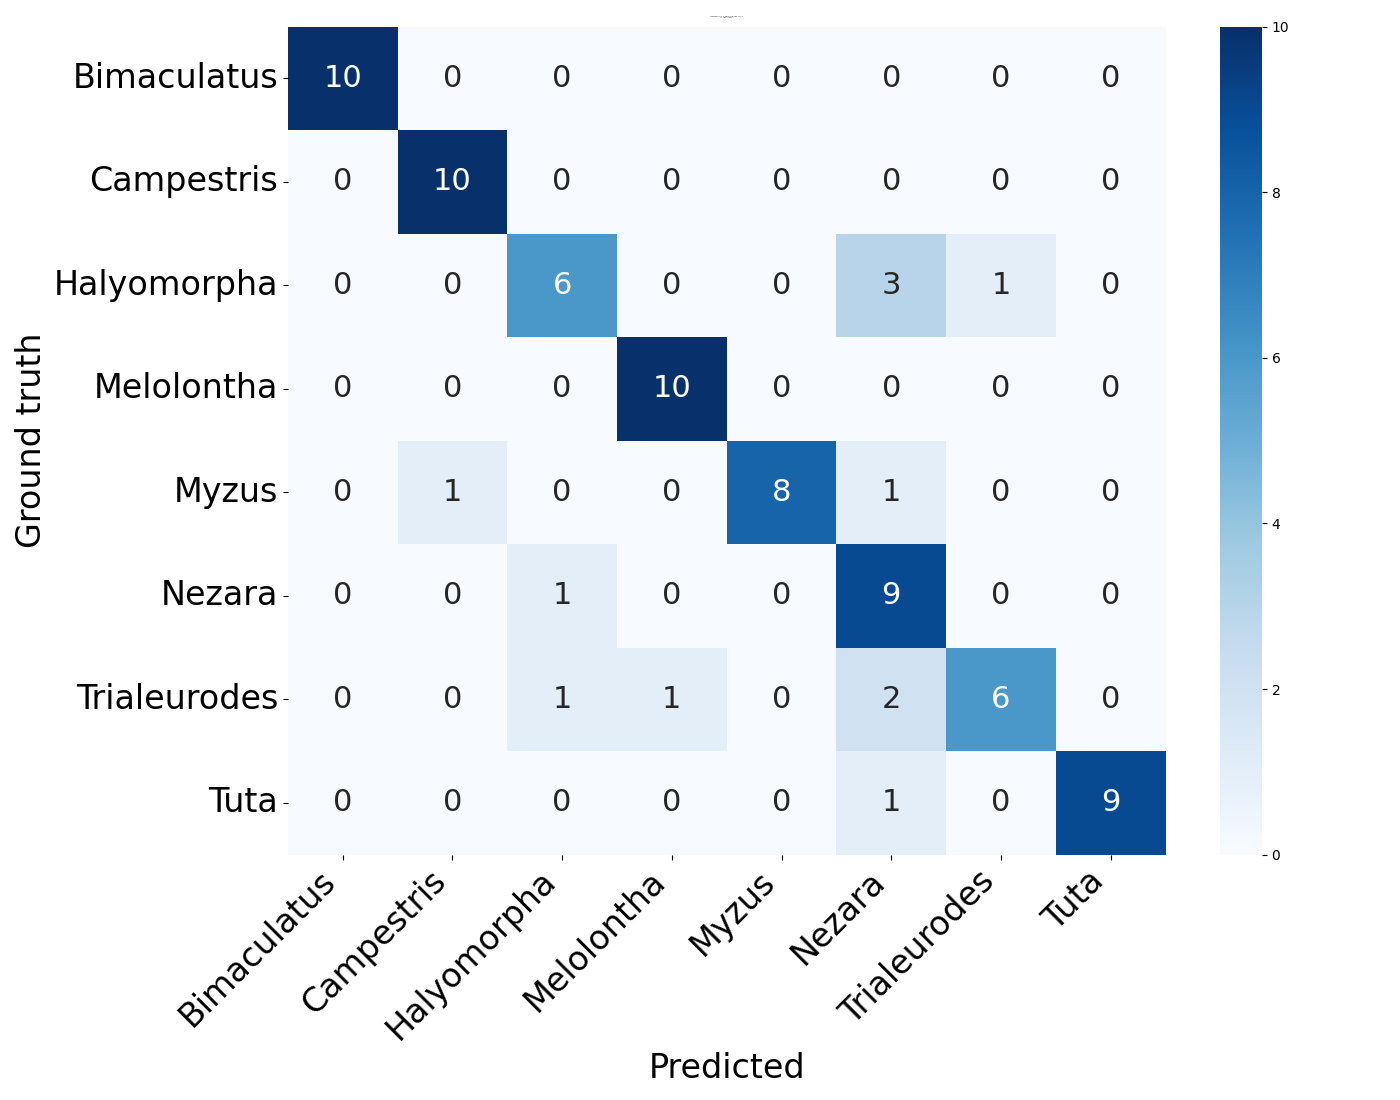 Bimaculatus 10 0 0 0 0 0 0 0
Campestris 0 10 0 0 0 0 0 0
Halyomorpha 0 0 6 0 0 3 1 0
Melolontha 0 0 0 10 0 0 0 0
Myzus 0 1 0 0 8 1 0 0
Nezara 0 0 1 0 0 9 0 0
Trialeurodes 0 0 1 1 0 2 6 0
Tuta 0 0 0 0 0 1 0 9
Ground truth
Bimaculatus Campestris Halyomorpha Melolontha Myzus Nezara Trialeurodes Tuta
Predicted
10
8
6
4
2
0